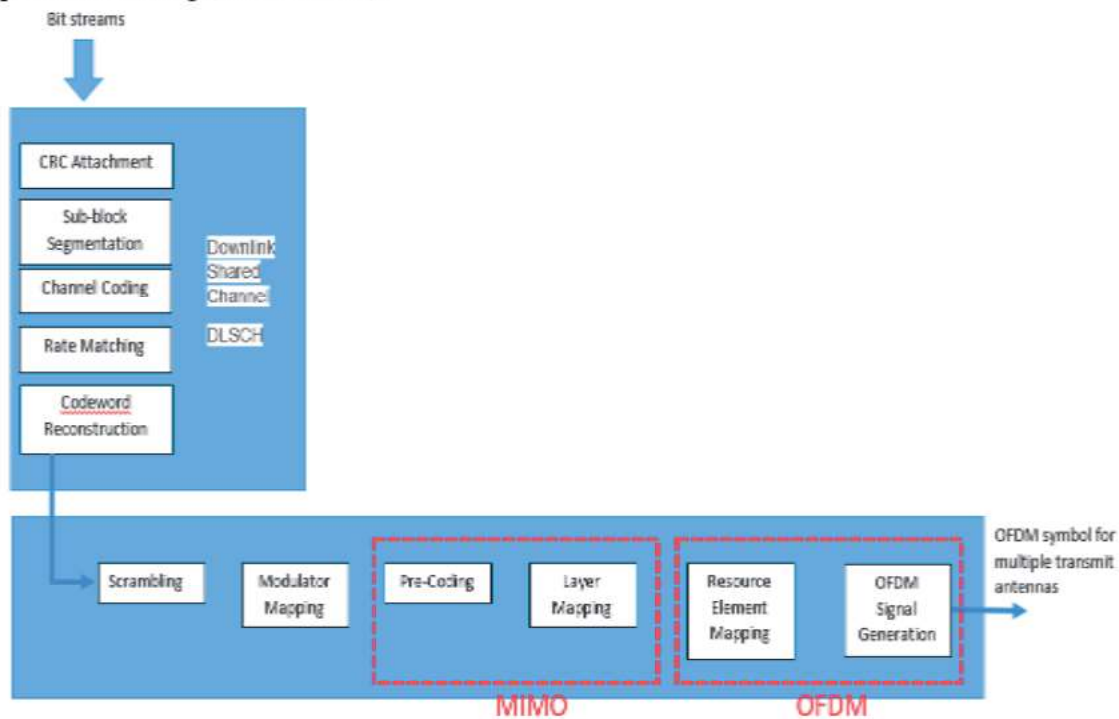 Bit streams
CRC Attachment
Sub-block
Segmentation
Channel Coding
Rate Matching
Codeword
Reconstruction
Downlink
Shared
Channel
DLSCH
Scrambling
Modulator
Mapping
Pre-Coding
Layer
Mapping
Resource
Element
Mapping
OFDM
Signal
Generation
OFDM symbol for
multiple transmit
antennas
MIMO
OFDM